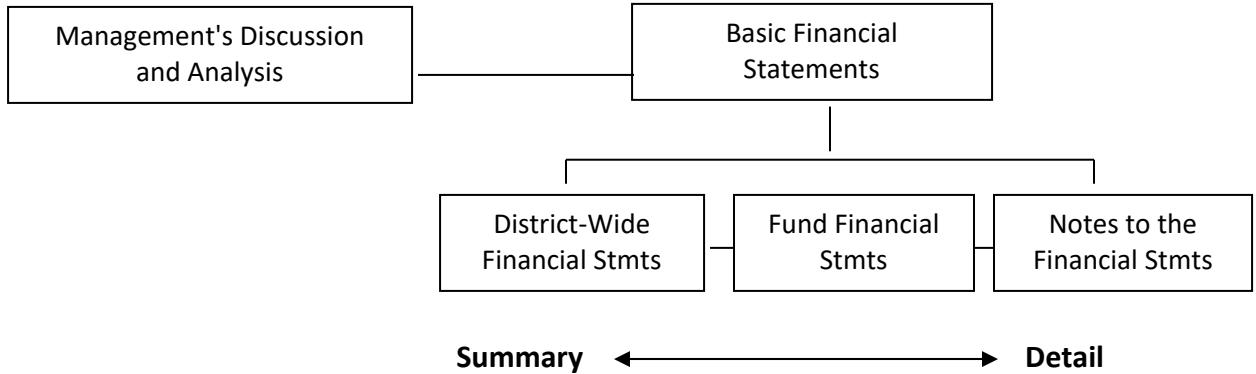 Management's Discussion
and Analysis
Basic Financial
Statements
District-Wide
Financial Stmts
Fund Financial
Stmts
Notes to the
Financial Stmts
Summary
Detail